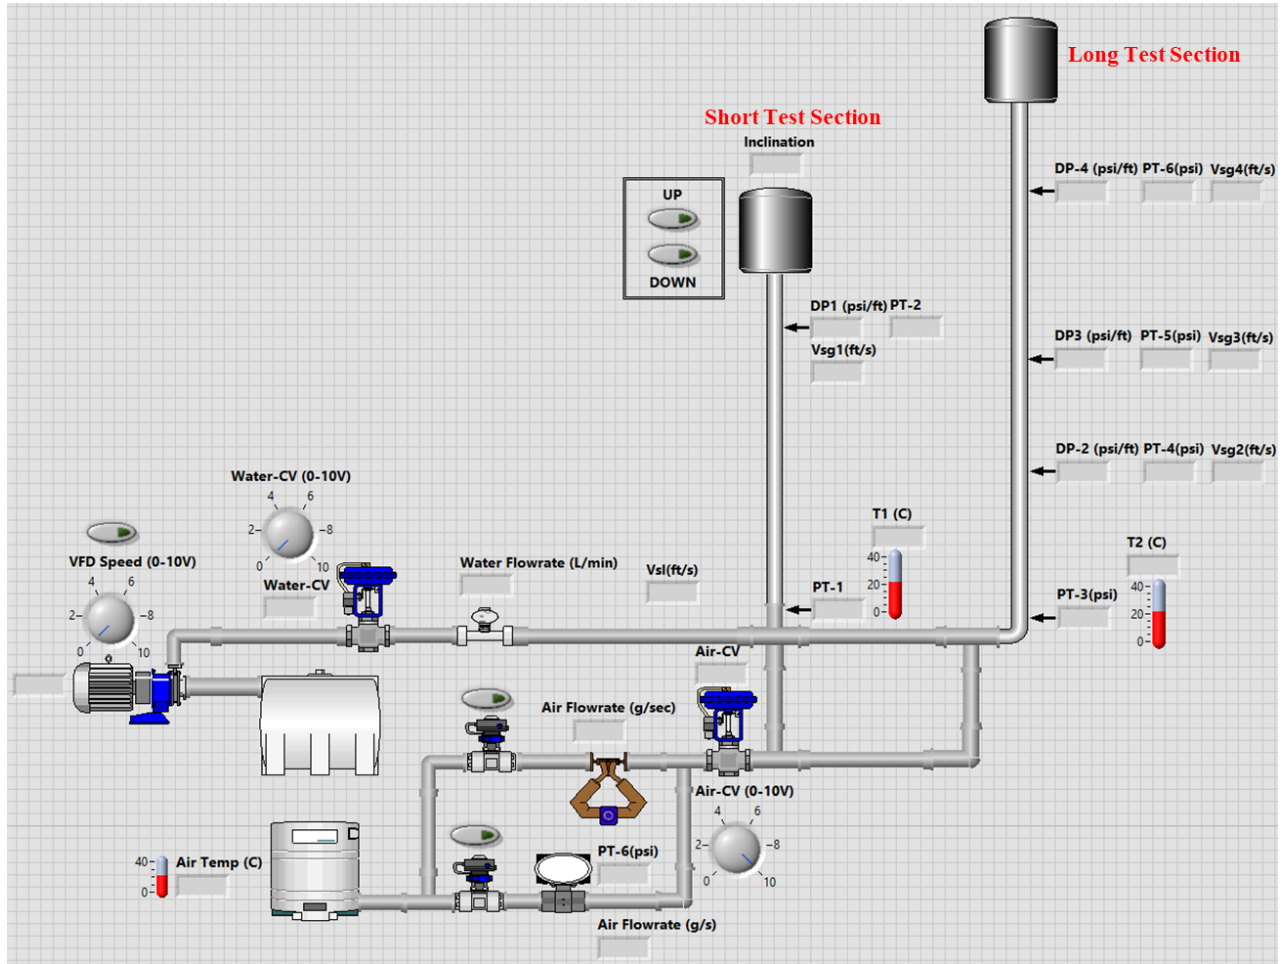 Long Test Section
Short Test Section
Inclination
UP
DOWN
DP-4 (psi/ft) PT-6(psi) Vsg4(ft/s)
DP1 (psi/ft) PT-2
Vsg1(ft/s)
DP3 (psi/ft) PT-5(psi) Vsg3(ft/s)
DP-2 (psi/ft) PT-4(psi) Vsg2(ft/s)
Water-CV (0-10V)
4 6
2 8
0 10
VFD Speed (0-10V)
4 6
2 8
0 10
Water-CV
Water Flowrate (L/min)
Vsl(ft/s)
T1 (C)
40
20
0
PT-1
T2 (C)
40
20
0
PT-3(psi)
Air-CV
Air Flowrate (g/sec)
Air-CV (0-10V)
4 6
2 8
0 10
Air Temp (C)
40
0
PT-6(psi)
Air Flowrate (g/s)